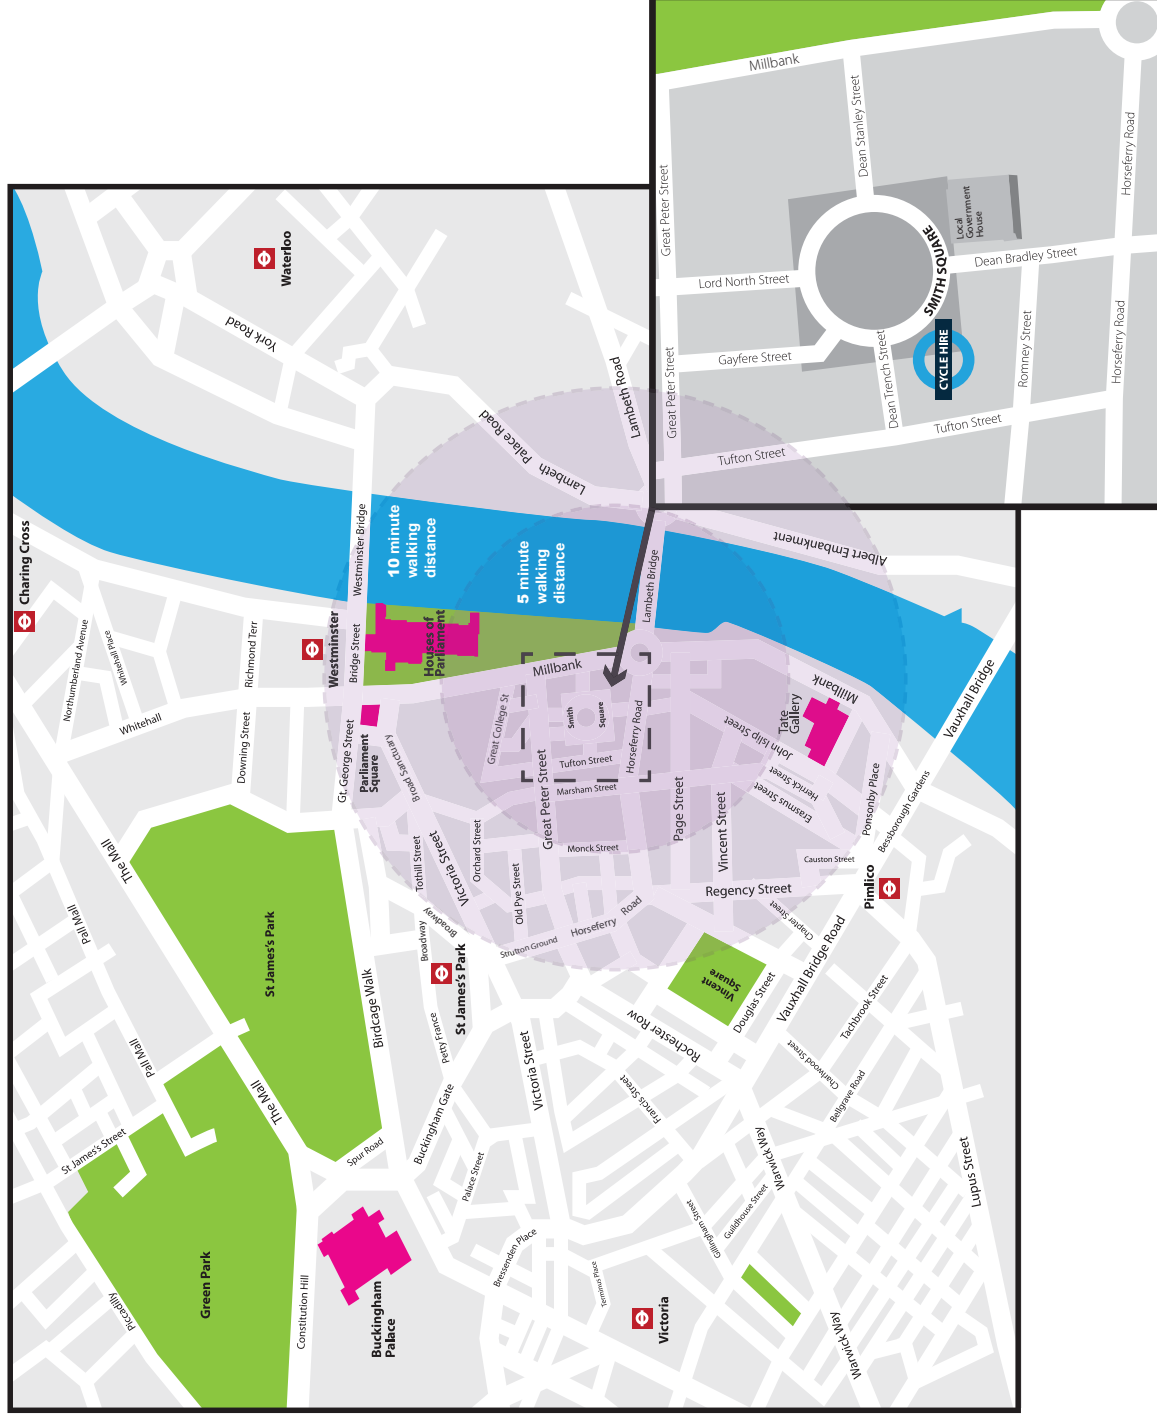 Millbank
Dean Stanley Street
Horseferry Road
Great Peter Street
Local
Government
House
SMITH SQUARE
Dean Bradley Street
Lord North Street
Gayfere Street
Dean Trench Street
CYCLE HIRE
Romney Street
Horseferry Road
Great Peter Street
Tufton Street
Tufton Street
Waterloo
York Road
Lambeth Road
Lambeth
Palace Road
Charing Cross
Westminster Bridge
10 minute
walking
distance
5 minute
walking
distance
Albert Embankment
Lambeth Bridge
Northumberland Avenue
Whitehall Place
Richmond Terr
Westminster
Bridge Street
Houses of
Parliament
Millbank
Millbank
Vauxhall Bridge
Whitehall
Downing Street
Gt. George Street
Parliament
Square
Broad Sanctuary
Great College St
Smith
Square
Horseferry Road
Tufton Street
Marsham Street
John Islip Street
Tate
Gallery
Herrick Street
Erasmus Street
Ponsonby Place
Bessborough Gardens
The Mall
Pall Mall
St James's Park
Tothill Street
Victoria Street
Orchard Street
Old Pye Street
Great Peter Street
Monck Street
Page Street
Vincent Street
Causton Street
Regency Street
Pimlico
Broadway
Broadway
St James's Park
Strutton Ground
Horseferry
Road
Chapter Street
Vauxhall Bridge Road
Vincent
Square
Douglas Street
Tachbrook Street
Birdcage Walk
Petty France
Victoria Street
Rochester Row
Francis Street
Charlwood Street
Bellgrave Road
Pall Mall
The Mall
St James's Street
Spur Road
Buckingham Gate
Palace Street
Warwick Way
Guildhouse Street
Gillingham Street
Lupus Street
Green Park
Piccadilly
Constitution Hill
Buckingham
Palace
Bressenden Place
Terminus Place
Victoria
Warwick Way